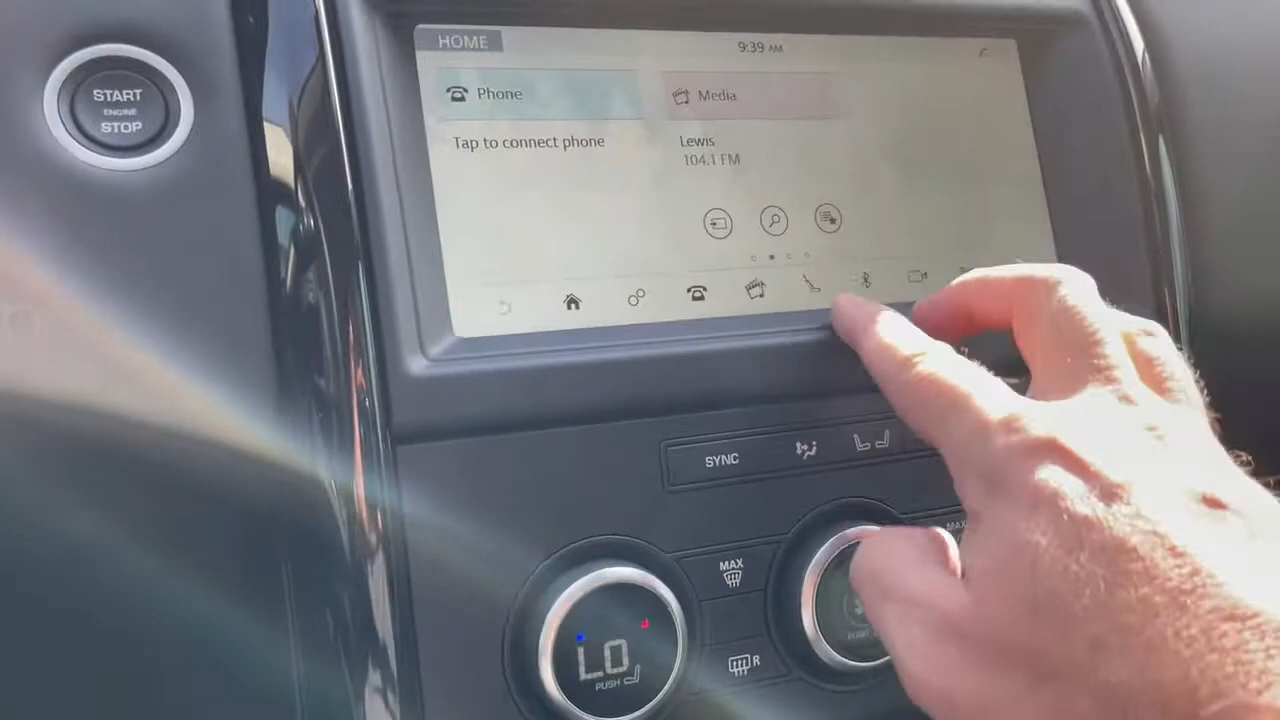 HOME
9:39 AM
START
ENGINE
STOP
Phone
Media
Tap to connect phone
Lewis
104.1 FM
SYNC
MAX
MAX
LO
PUSH
R